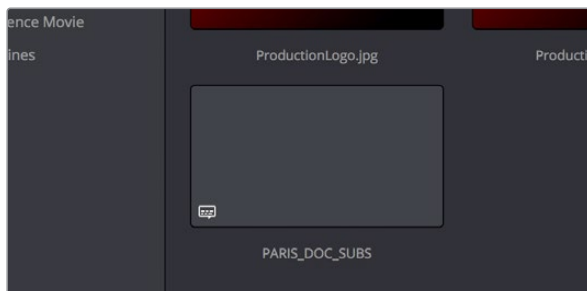 ence Movie
ines
ProductionLogo.jpg
Producti
PARIS_DOC_SUBS